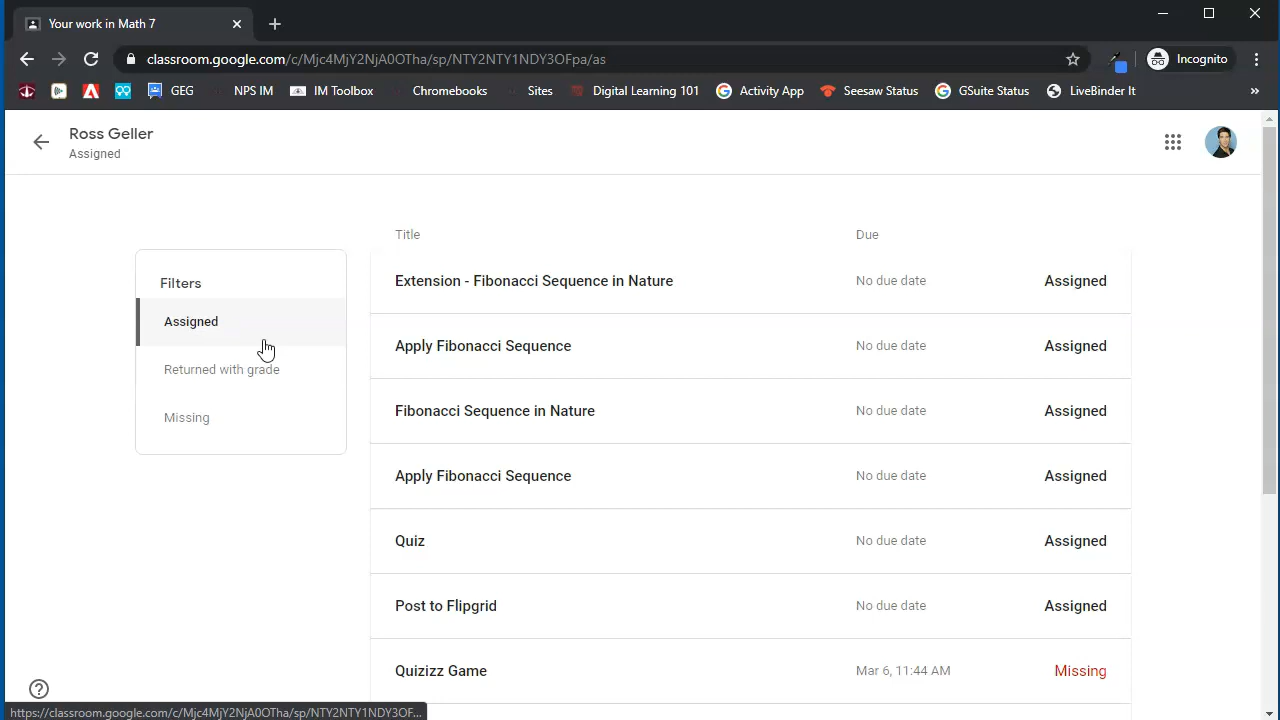 Your work in Math 7
classroom.google.com/c/Mjc4MjY2NjA0OTha/sp/NTY2NTY1NDY3OFpa/as
Incognito
GEG
NPS IM
IM Toolbox
Chromebooks
Sites
Digital Learning 101
Activity App
Seesaw Status
GSuite Status
LiveBinder It
»
Ross Geller
Assigned
Title Due
Filters
Assigned
Returned with grade
Missing
Extension - Fibonacci Sequence in Nature No due date Assigned
Apply Fibonacci Sequence No due date Assigned
Fibonacci Sequence in Nature No due date Assigned
Apply Fibonacci Sequence No due date Assigned
Quiz No due date Assigned
Post to Flipgrid No due date Assigned
Quizizz Game Mar 6, 11:44 AM Missing
https://classroom.google.com/c/Mjc4MjY2NjA0OTha/sp/NTY2NTY1NDY3OF...